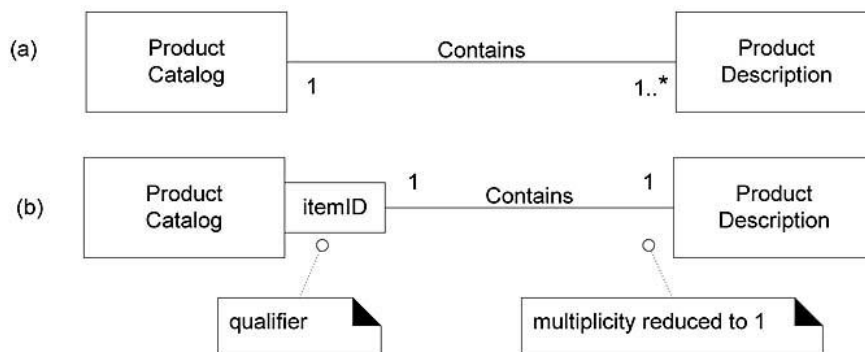 (a)
Product
Catalog
Contains
1
1..*
Product
Description
(b)
Product
Catalog
itemID
1
Contains
1
Product
Description
qualifier
multiplicity reduced to 1